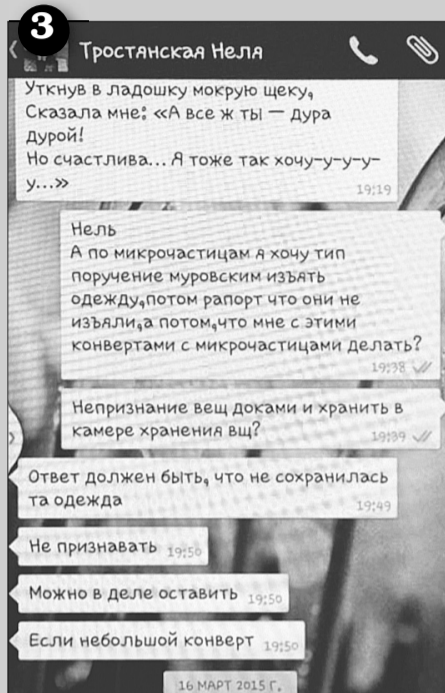 3
Тростянская Неля
Уткнув в ладошку мокрую щеку,
Сказала мне: «А все ж ты — дура
дурой!
Но счастлива... Я тоже так хочу-у-у-у-
у...»
19:19
Нель
А по микрочастицам я хочу тип
поручение муровским изъять
одежду,потом рапорт что они не
изъяли,а потом,что мне с этими
конвертами с микрочастицами делать?
19:38
Непризнание вещ доками и хранить в
камере хранения вщ?
19:39
Ответ должен быть, что не сохранилась
та одежда
19:49
Не признавать 19:50
Можно в деле оставить 19:50
Если небольшой конверт 19:50
16 МАРТ 2015 Г.